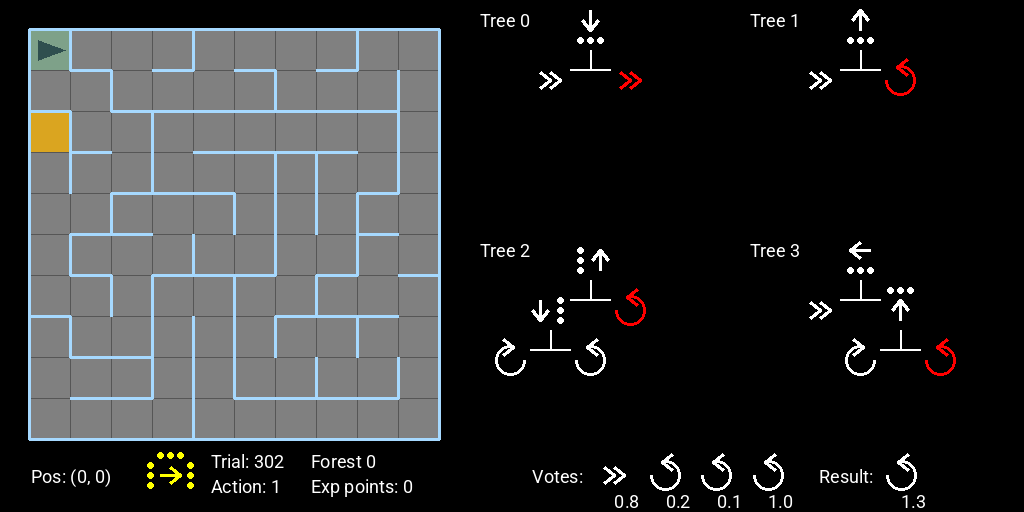 Tree 0
Tree 1
Tree 2
Tree 3
Pos: (0, 0)
Trial: 302
Forest 0
Action: 1
Exp points: 0
Votes:
0.8
0.2
0.1
1.0
Result:
1.3